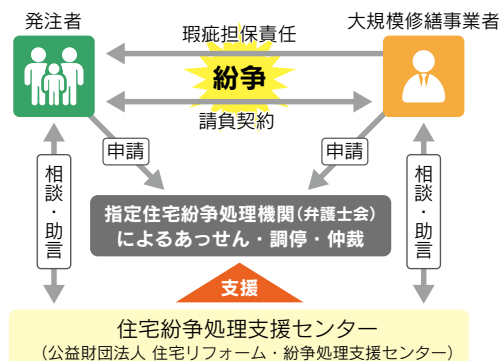 発注者
大規模修繕事業者
瑕疵担保責任
紛争
請負契約
申請
申請
相談・助言
相談・助言
指定住宅紛争処理機関(弁護士会)
によるあっせん・調停・仲裁
支援
住宅紛争処理支援センター
(公益財団法人 住宅リフォーム・紛争処理支援センター)